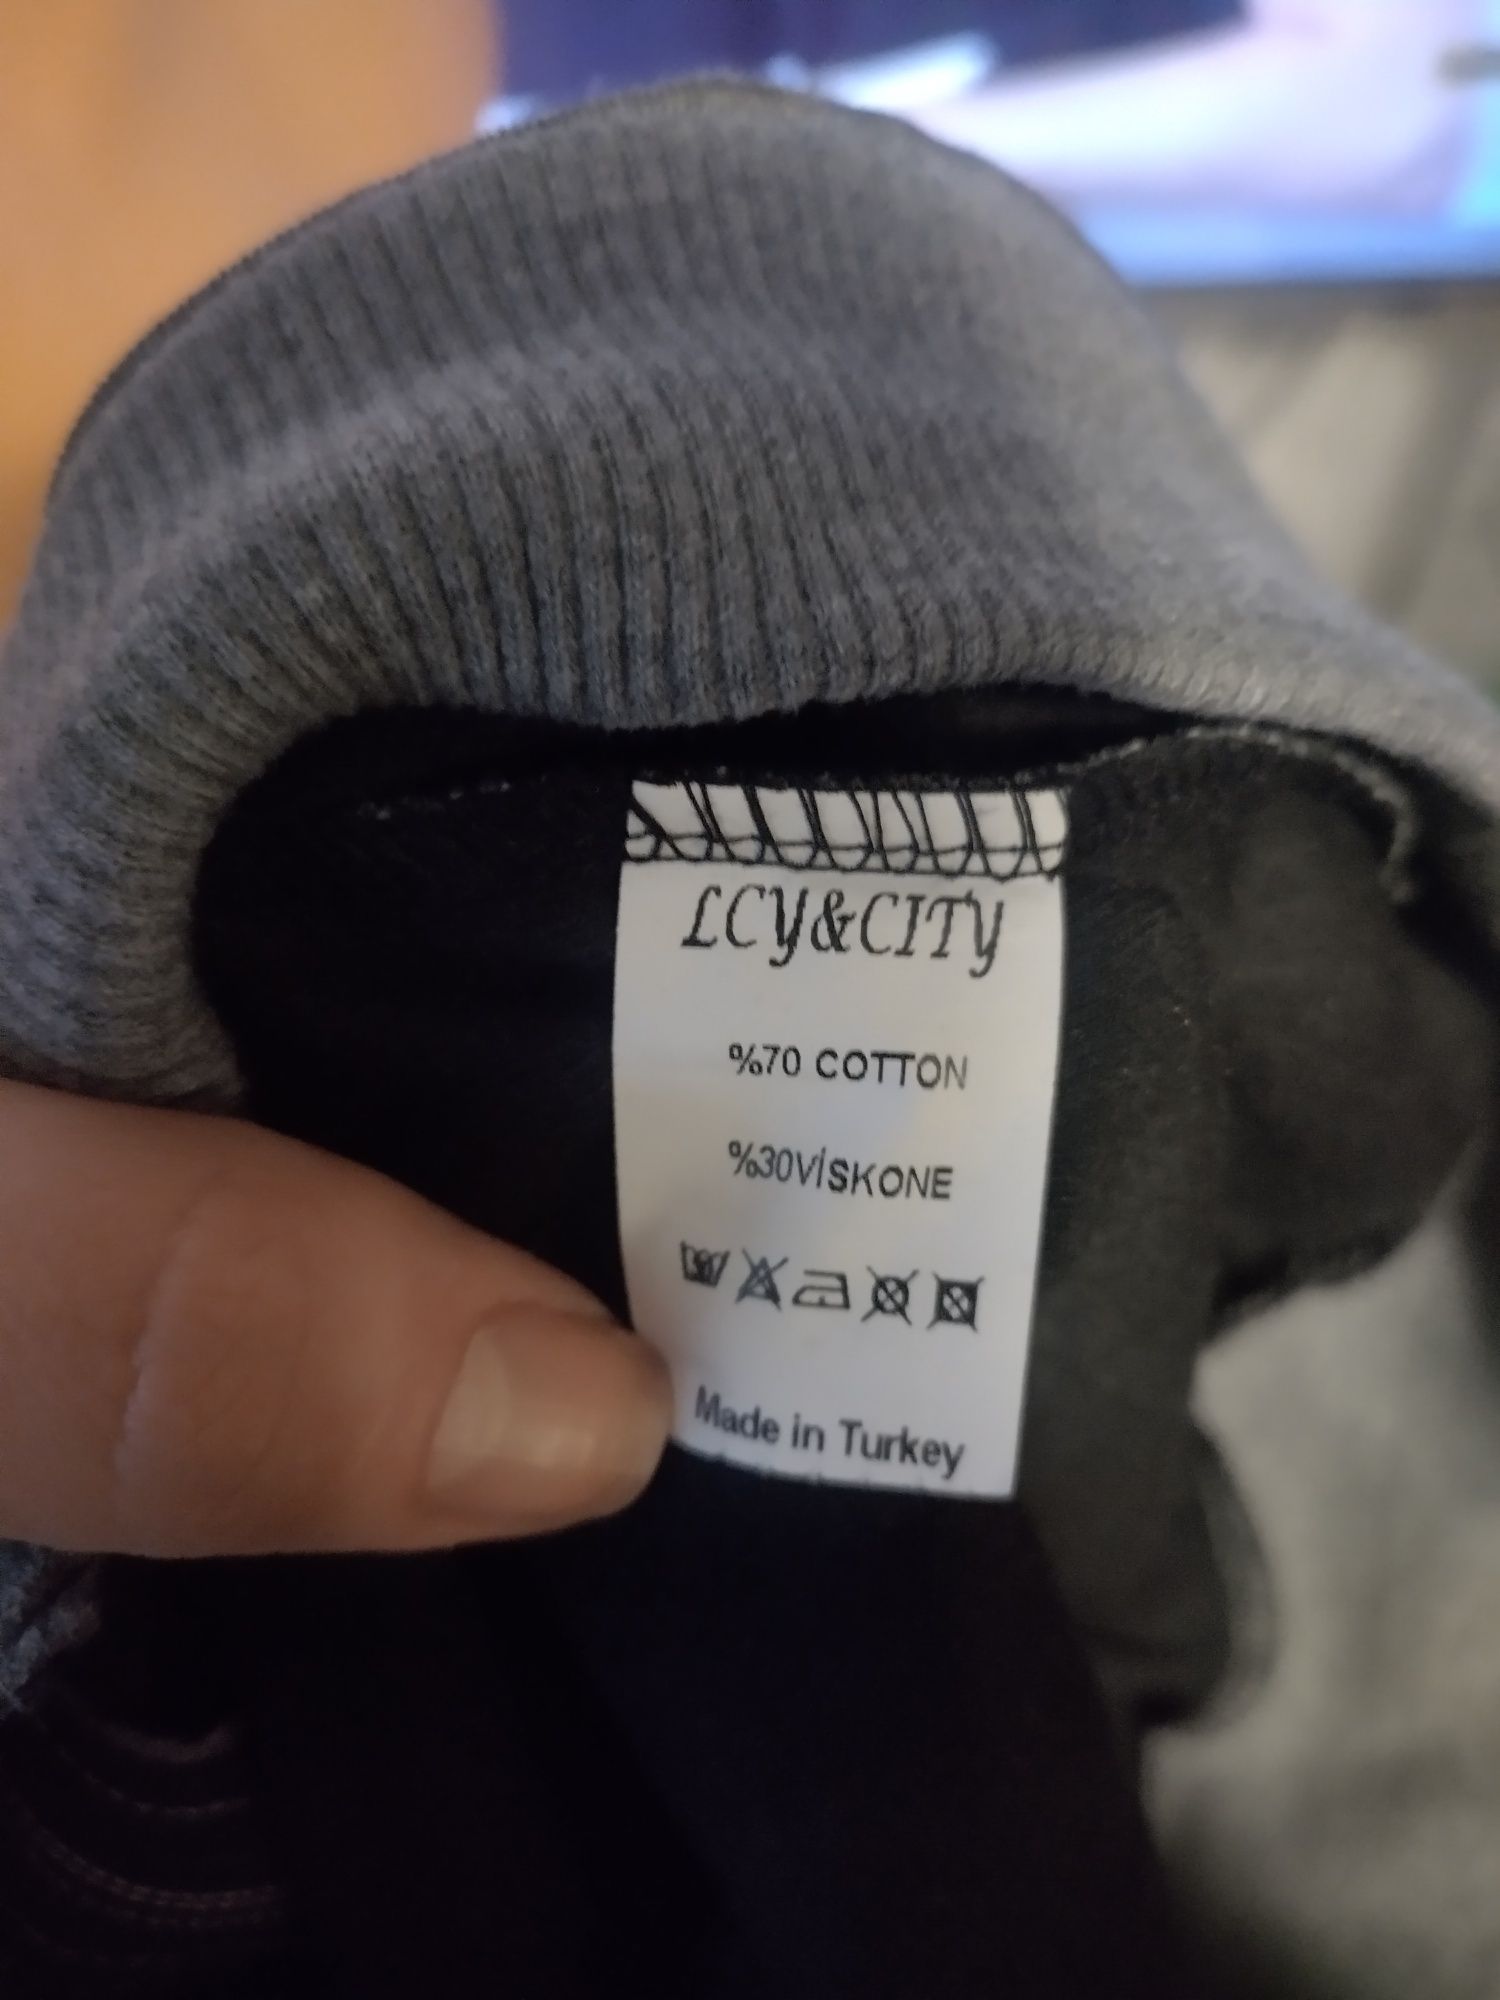 LCY&CITY
%70 COTTON
%30VİSKONE
Made in Turkey